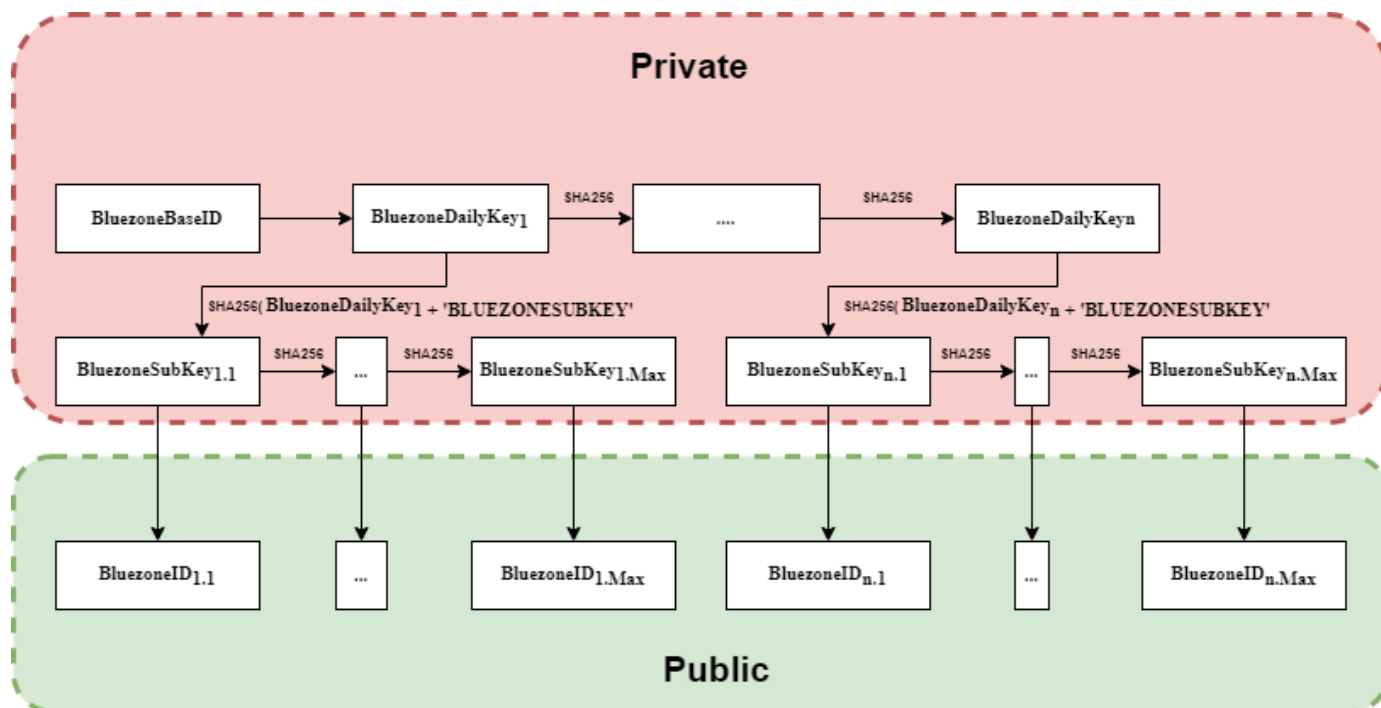 Private
BluezoneBaseID
BluezoneDailyKey1
SHA256
....
SHA256
BluezoneDailyKeyn
SHA256( BluezoneDailyKey1 + 'BLUEZONESUBKEY'
SHA256( BluezoneDailyKeyn + 'BLUEZONESUBKEY'
BluezoneSubKey1.1
SHA256
...
SHA256
BluezoneSubKey1.Max
BluezoneSubKeyn.1
SHA256
...
SHA256
BluezoneSubKeyn.Max
BluezoneID1.1
...
BluezoneID1.Max
BluezoneIDn.1
...
BluezoneIDn.Max
Public